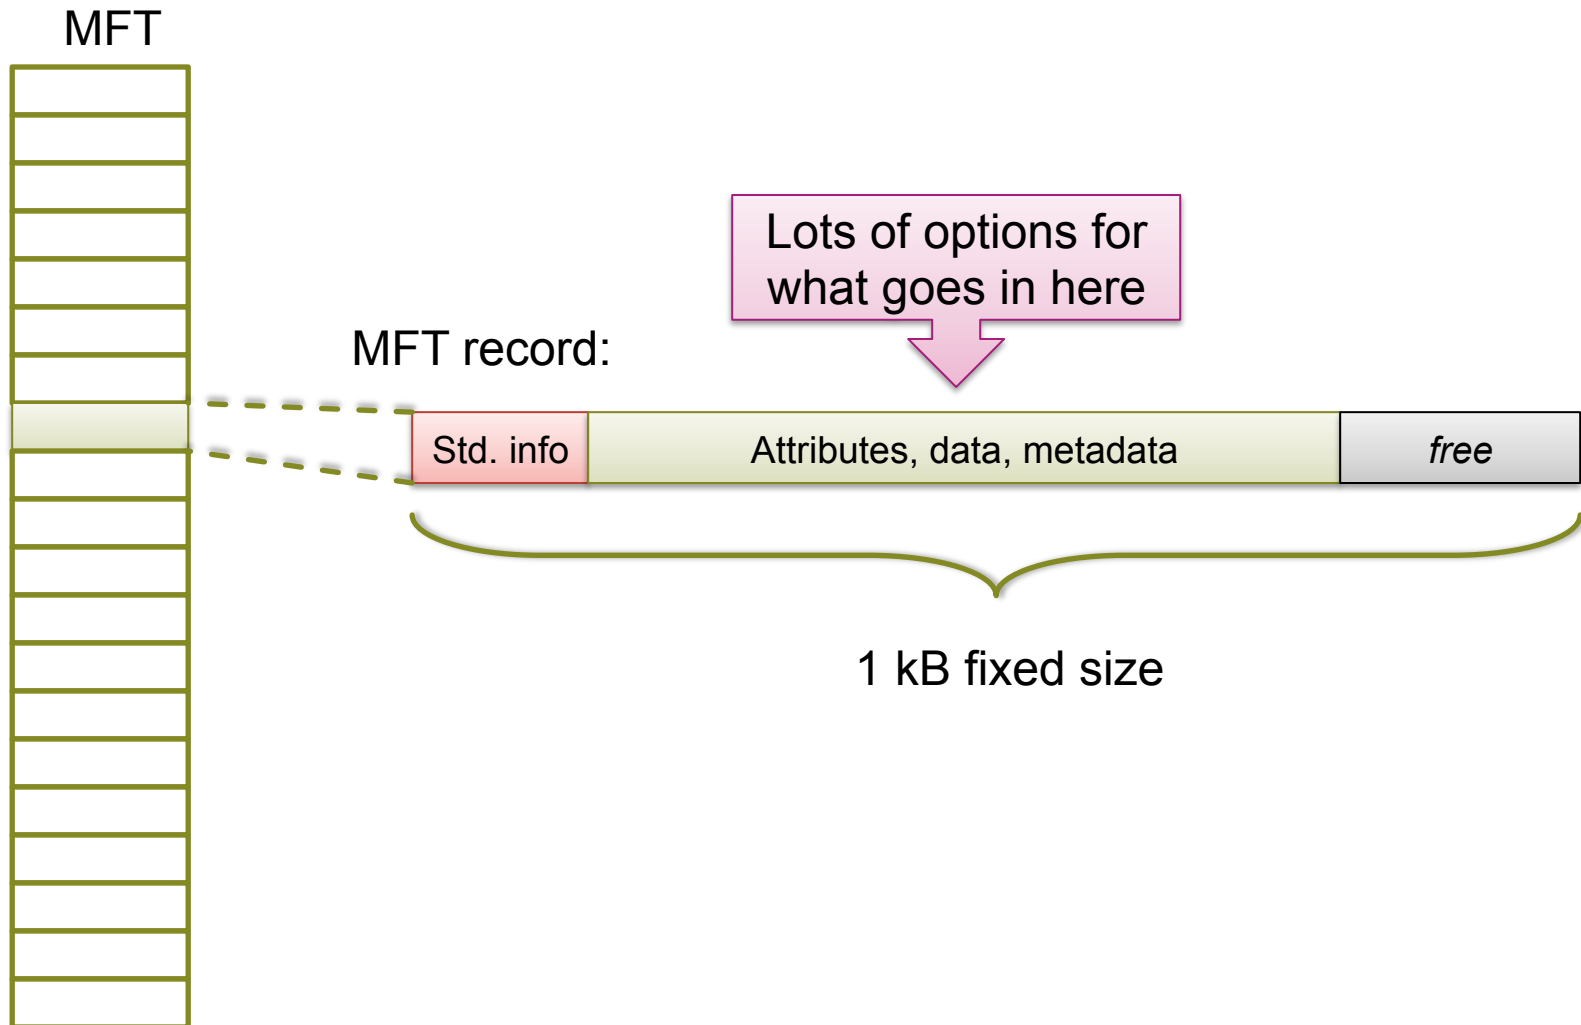 MFT
Lots of options for
what goes in here
MFT record:
Std. info
Attributes, data, metadata
free
1 kB fixed size